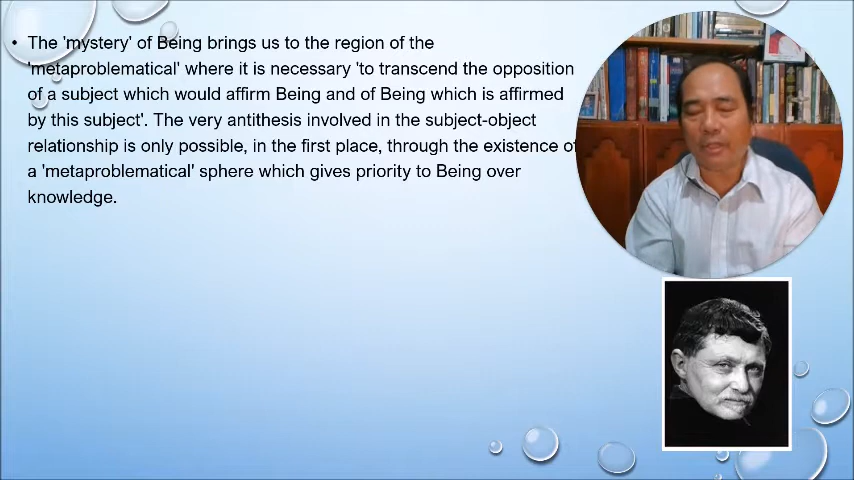 • The 'mystery' of Being brings us to the region of the
'metaproblematical' where it is necessary 'to transcend the opposition
of a subject which would affirm Being and of Being which is affirmed
by this subject'. The very antithesis involved in the subject-object
relationship is only possible, in the first place, through the existence of
a 'metaproblematical' sphere which gives priority to Being over
knowledge.